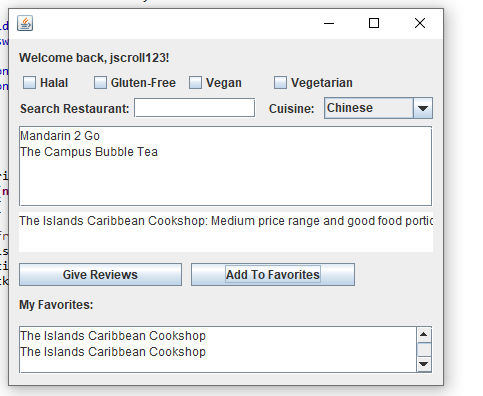 Welcome back, jscroll123!
Halal Gluten-Free Vegan Vegetarian
Search Restaurant: Cuisine: Chinese
Mandarin 2 Go
The Campus Bubble Tea
The Islands Caribbean Cookshop: Medium price range and good food portio
Give Reviews Add To Favorites
My Favorites:
The Islands Caribbean Cookshop
The Islands Caribbean Cookshop